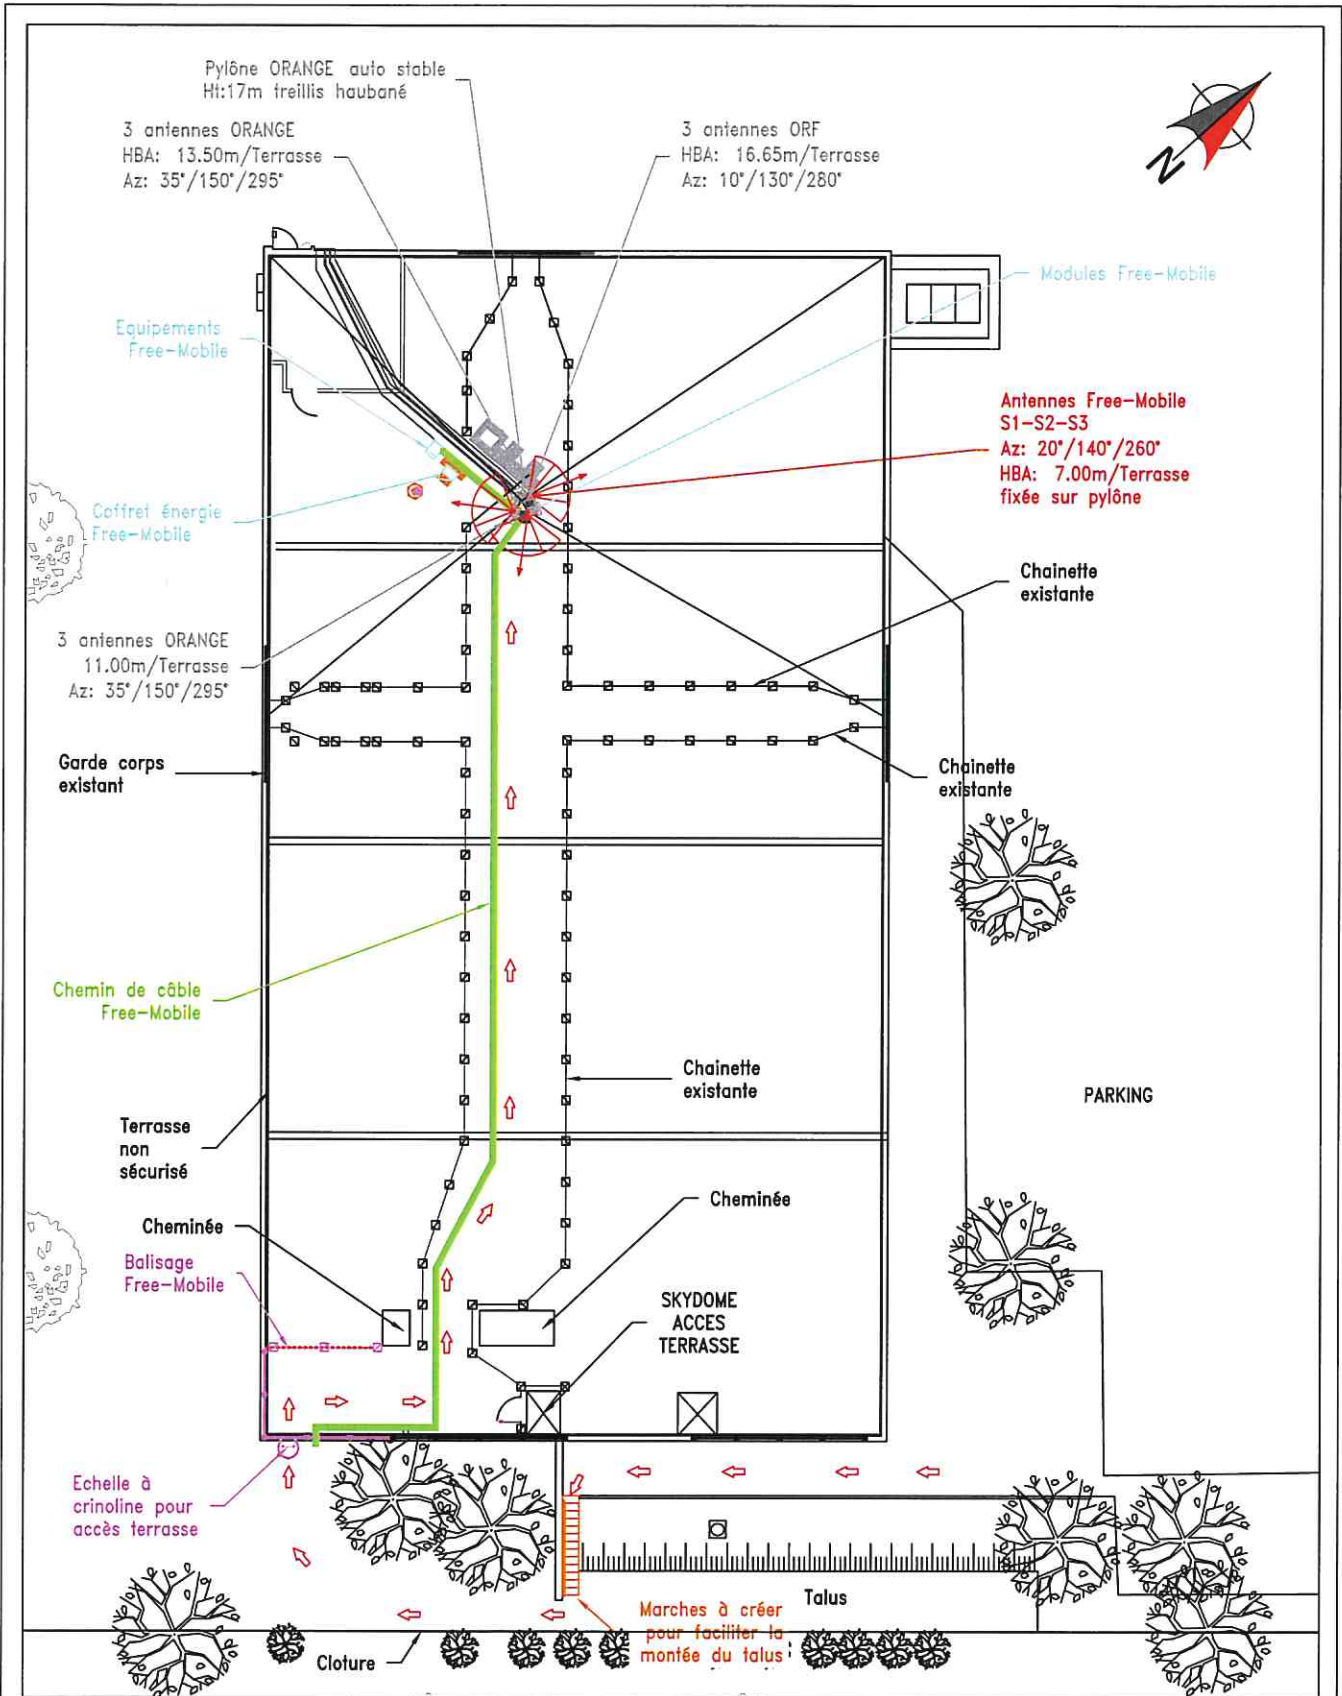 Pylône ORANGE auto stable
Ht:17m treillis haubané
3 antennes ORANGE
HBA: 13.50m/Terrasse
Az: 35°/150°/295°
3 antennes ORF
HBA: 16.65m/Terrasse
Az: 10°/130°/280°
N
Modules Free-Mobile
Equipements
Free-Mobile
Antennes Free-Mobile
S1-S2-S3
Az: 20°/140°/260°
HBA: 7.00m/Terrasse
fixée sur pylône
Coffret énergie
Free-Mobile
Chainette
existante
3 antennes ORANGE
11.00m/Terrasse
Az: 35°/150°/295°
Garde corps
existant
Chainette
existante
Chemin de câble
Free-Mobile
Chainette
existante
PARKING
Terrasse
non
sécurisé
Cheminée
Cheminée
Balisage
Free-Mobile
SKYDOME
ACCES
TERRASSE
Echelle à
crinoline pour
accès terrasse
Talus
Marches à créer
pour faciliter la
montée du talus
Cloture